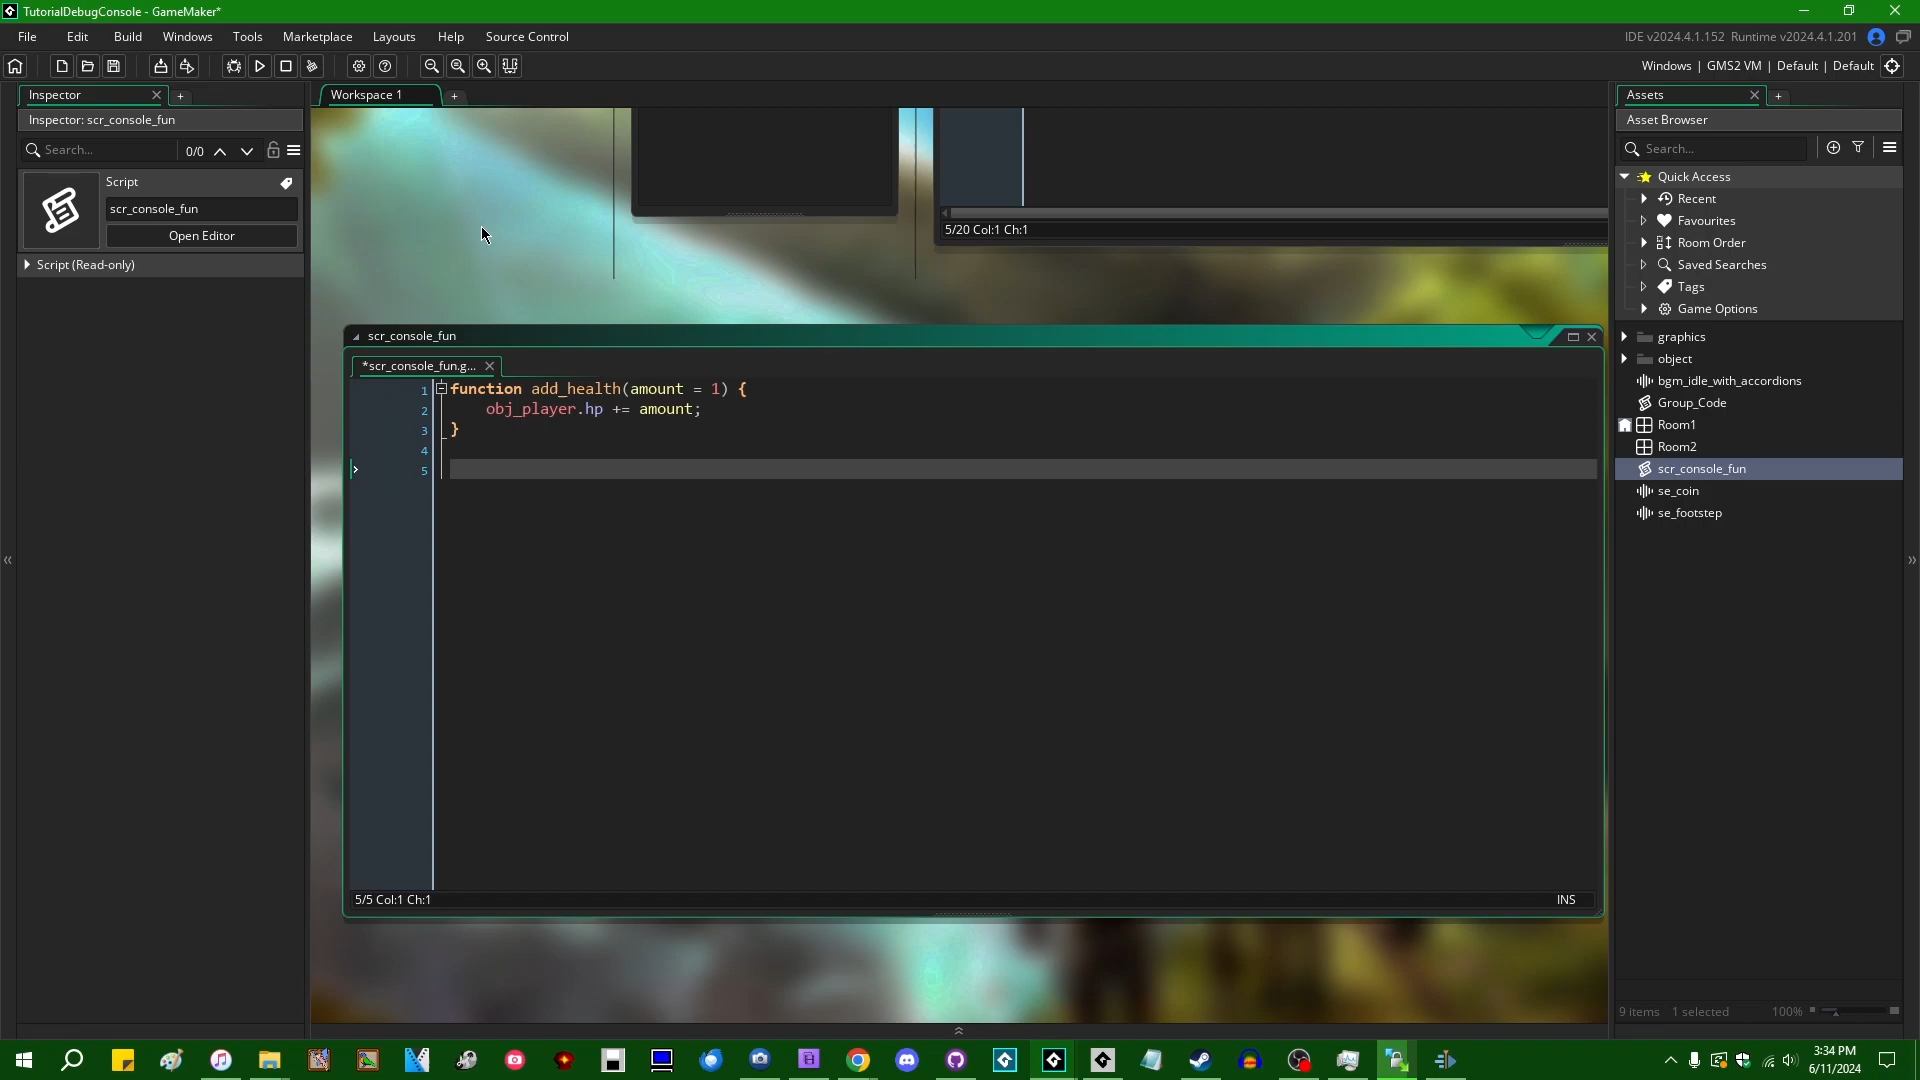 TutorialDebugConsole - GameMaker*
File Edit Build Windows Tools Marketplace Layouts Help Source Control
IDE v2024.4.1.152 Runtime v2024.4.1.201
Windows | GMS2 VM | Default | Default
Inspector
Workspace 1
Assets
Inspector: scr_console_fun
Asset Browser
Search... 0/0
Search...
Script
scr_console_fun
Open Editor
Script (Read-only)
5/20 Col:1 Ch:1
scr_console_fun
*scr_console_fun.g...
1 function add_health(amount = 1) {
2 obj_player.hp += amount;
3 }
4
5
5/5 Col:1 Ch:1 INS
Quick Access
Recent
Favourites
Room Order
Saved Searches
Tags
Game Options
graphics
object
bgm_idle_with_accordions
Group_Code
Room1
Room2
scr_console_fun
se_coin
se_footstep
9 items 1 selected 100%
3:34 PM
6/11/2024